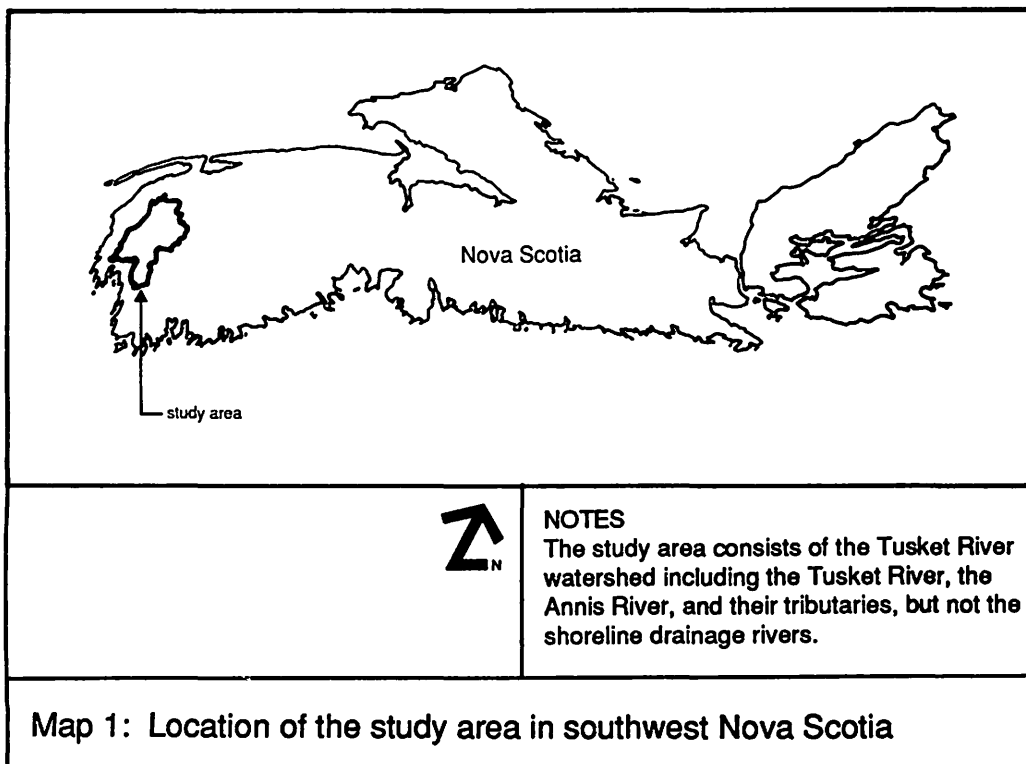 Nova Scotia
study area
N
NOTES
The study area consists of the Tusket River
watershed including the Tusket River, the
Annis River, and their tributaries, but not the
shoreline drainage rivers.
Map 1: Location of the study area in southwest Nova Scotia